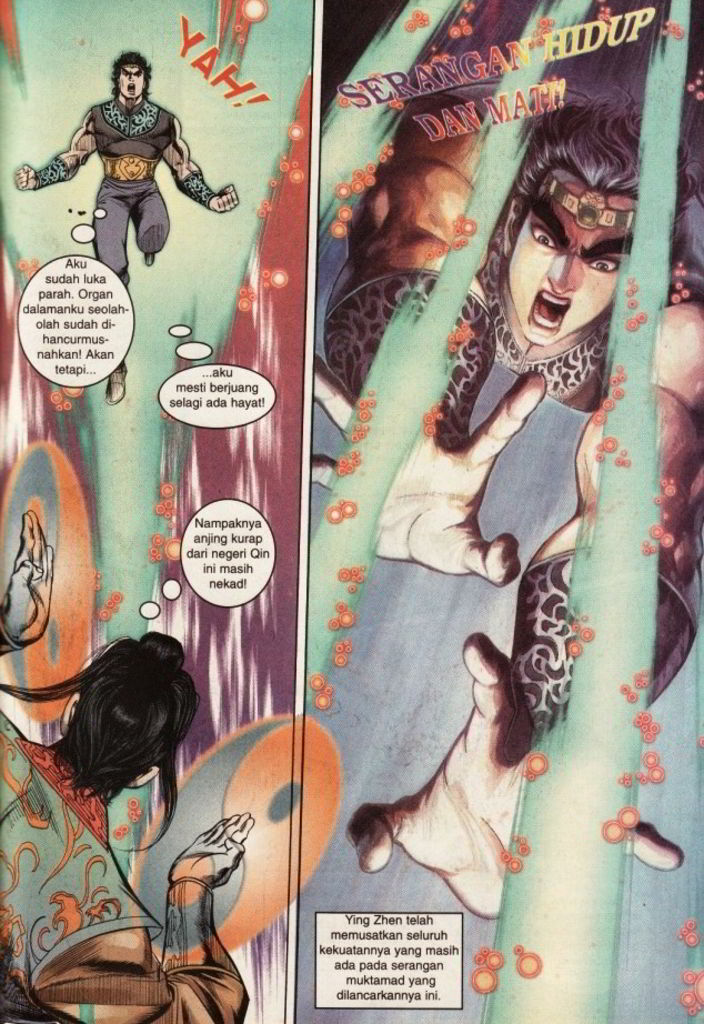 YAH!
Aku
sudah luka
parah. Organ
dalamanku seolah-
olah sudah di-
hancurmus-
nahkan! Akan
tetapi...
...aku
mesti berjuang
selagi ada hayat!
Nampaknya
anjing kurap
dari negeri Qin
ini masih
nekad!
SERANGAN HIDUP
DAN MATI!
Ying Zhen telah
memusatkan seluruh
kekuatannya yang masih
ada pada serangan
muktamad yang
dilancarkannya ini.